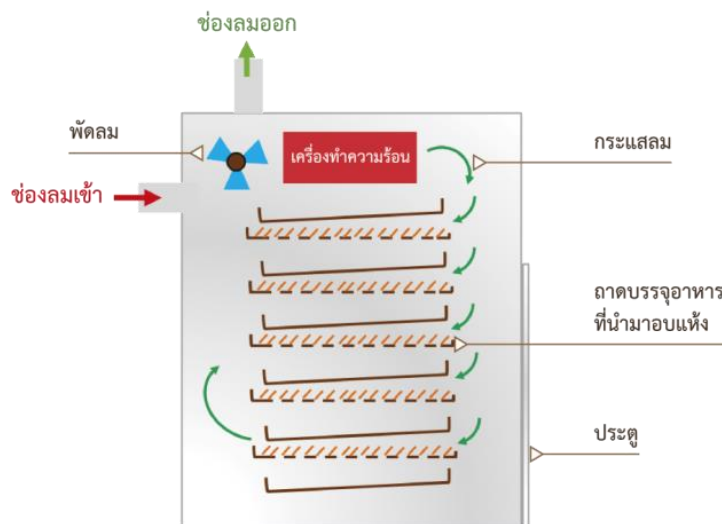 ช่องลมออก
พัดลม
เครื่องทำความร้อน
กระแสลม
ช่องลมเข้า
ถาดบรรจุอาหาร
ที่นำมาอบแห้ง
ประตู